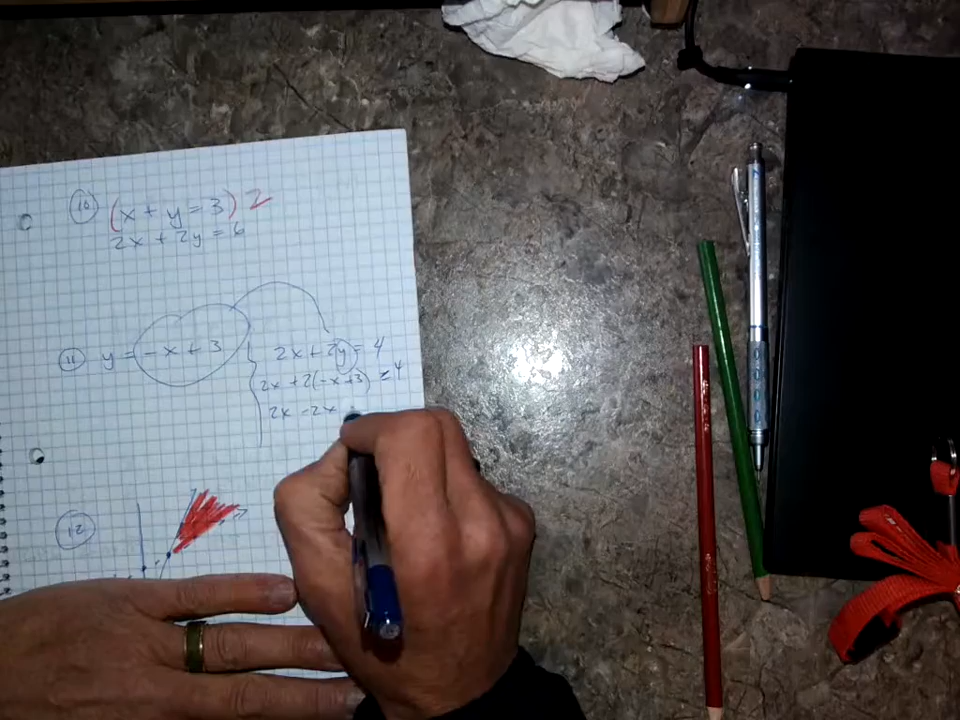 10 (x + y = 3) 2
2x + 2y = 6
11 y = -x + 3
2x + 2y = 4
2x + 2(-x+3) = 4
2x - 2x
12